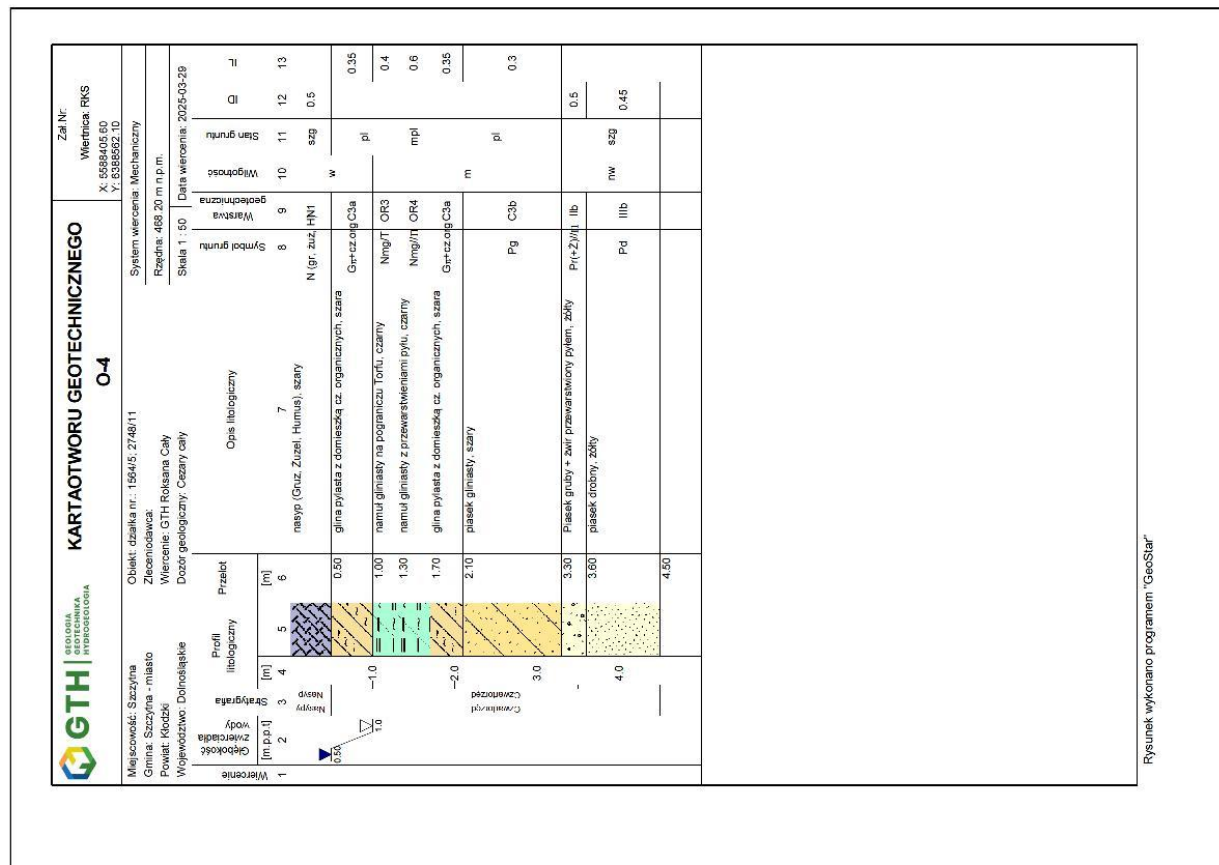 GTH
GEOLOGIA
GEOTECHNIKA
HYDROGEOLOGIA
KARTAOTWORU GEOTECHNICZNEGO
O-4
Zał.Nr:
Wiertnica: RKS
X: 5588405.60
Y: 6388562.10
Miejscowość: Szczytna
Gmina: Szczytna - miasto
Powiat: Kłodzki
Województwo: Dolnośląskie
Obiekt: działka nr.: 1564/5; 2748/11
Zleceniodawca:
Wiercenie: GTH Roksana Cały
Dozór geologiczny: Cezary cały
System wiercenia: Mechaniczny
Rzędna: 468.20 m n.p.m.
Skala 1 : 50
Data wiercenia: 2025-03-29
Wiercenie
Głębokość zwierciadła wody
[m.p.p.t]
Stratygrafia
[m]
Profil litologiczny
Przelot
[m]
Opis litologiczny
Symbol gruntu
Warstwa geotechniczna
Wilgotność
Stan gruntu
ID
IL
1 2 3 4 5 6 7 8 9 10 11 12 13
0.50
1.0
Nasypy
Nasyp
Czwartorzęd
Czwartorzęd
1.0
2.0
3.0
4.0
nasyp (Gruz, Zuzel, Humus), szary N (gr, żuż, HN1 szg 0.5
0.50 glina pylasta z domieszką cz. organicznych, szara Gπ+cz.org C3a w pl 0.35
1.00 namuł gliniasty na pograniczu Torfu, czarny Nmg/T OR3 0.4
1.30 namuł gliniasty z przewarstwieniami pyłu, czarny Nmg//Π OR4 mpl 0.6
1.70 glina pylasta z domieszką cz. organicznych, szara Gπ+cz.org C3a 0.35
2.10 piasek gliniasty, szary Pg C3b m pl 0.3
3.30 Piasek gruby + żwir przewarstwiony pyłem, żółty Pr(+Ż)//Π IIb 0.5
3.60 piasek drobny, żółty Pd IIIb nw szg 0.45
4.50
Rysunek wykonano programem "GeoStar"